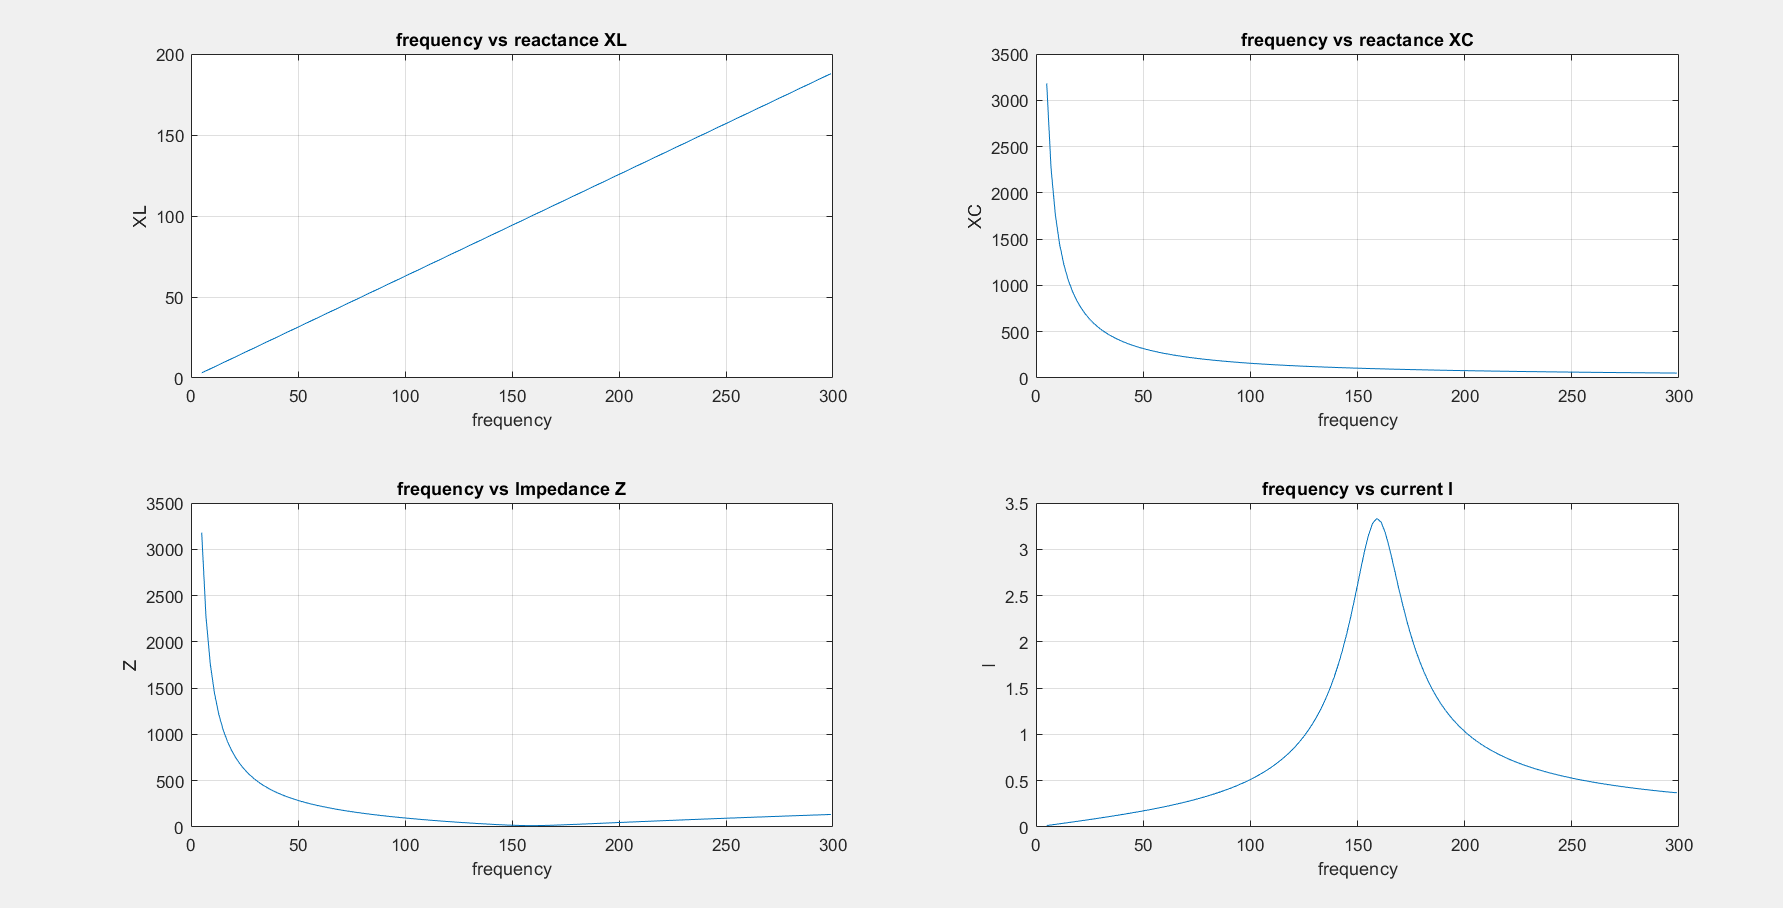 frequency vs reactance XL
200
150
100
50
0
XL
0 50 100 150 200 250 300
frequency
frequency vs reactance XC
3500
3000
2500
2000
1500
1000
500
0
XC
0 50 100 150 200 250 300
frequency
frequency vs Impedance Z
3500
3000
2500
2000
1500
1000
500
0
Z
0 50 100 150 200 250 300
frequency
frequency vs current I
3.5
3
2.5
2
1.5
1
0.5
0
I
0 50 100 150 200 250 300
frequency